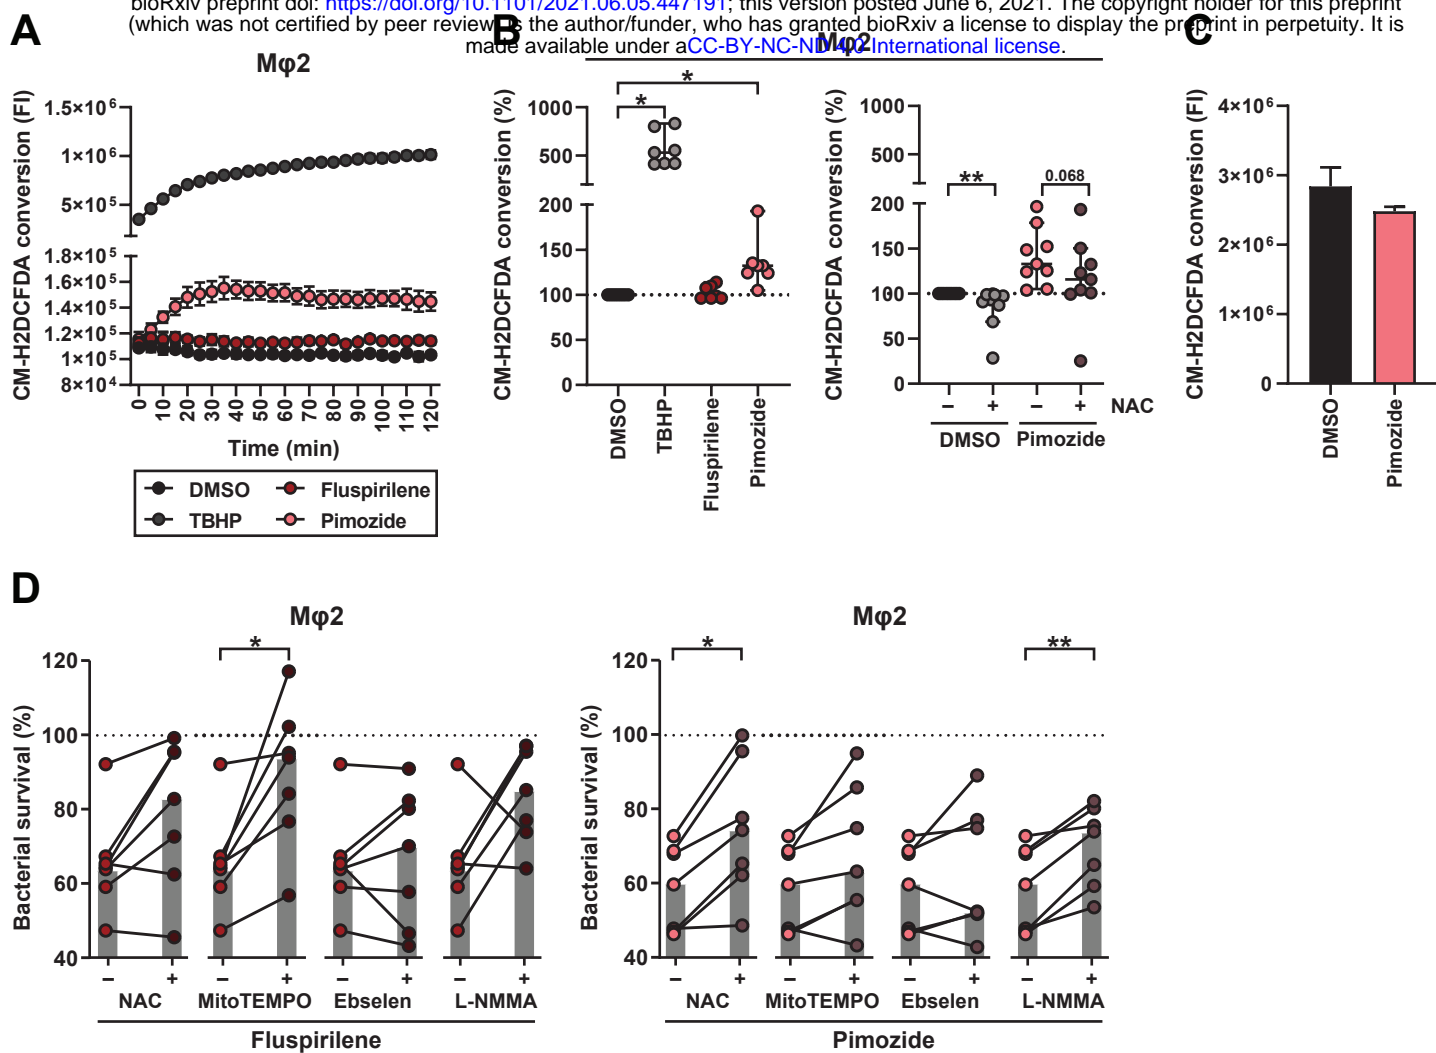 bioRxiv preprint doi: https://doi.org/10.1101/2021.06.05.447191; this version posted June 6, 2021. The copyright holder for this preprint
(which was not certified by peer review) is the author/funder, who has granted bioRxiv a license to display the preprint in perpetuity. It is
made available under aCC-BY-NC-ND 4.0 International license.
A
Mφ2
CM-H2DCFDA conversion (FI)
1.5×10⁶
1×10⁶
5×10⁵
1.8×10⁵
1.6×10⁵
1.4×10⁵
1.2×10⁵
1×10⁵
8×10⁴
0 10 20 30 40 50 60 70 80 90 100 110 120
Time (min)
DMSO Fluspirilene
TBHP Pimozide
B
Mφ2
CM-H2DCFDA conversion (%)
1000
500
200
150
100
50
0
*
*
DMSO TBHP Fluspirilene Pimozide
CM-H2DCFDA conversion (%)
1000
500
200
150
100
50
0
** 0.068
− + − + NAC
DMSO Pimozide
C
CM-H2DCFDA conversion (FI)
4×10⁶
3×10⁶
2×10⁶
1×10⁶
0
DMSO Pimozide
D
Mφ2
Bacterial survival (%)
120
100
80
60
40
*
− + − + − + − +
NAC MitoTEMPO Ebselen L-NMMA
Fluspirilene
Mφ2
Bacterial survival (%)
120
100
80
60
40
* **
− + − + − + − +
NAC MitoTEMPO Ebselen L-NMMA
Pimozide